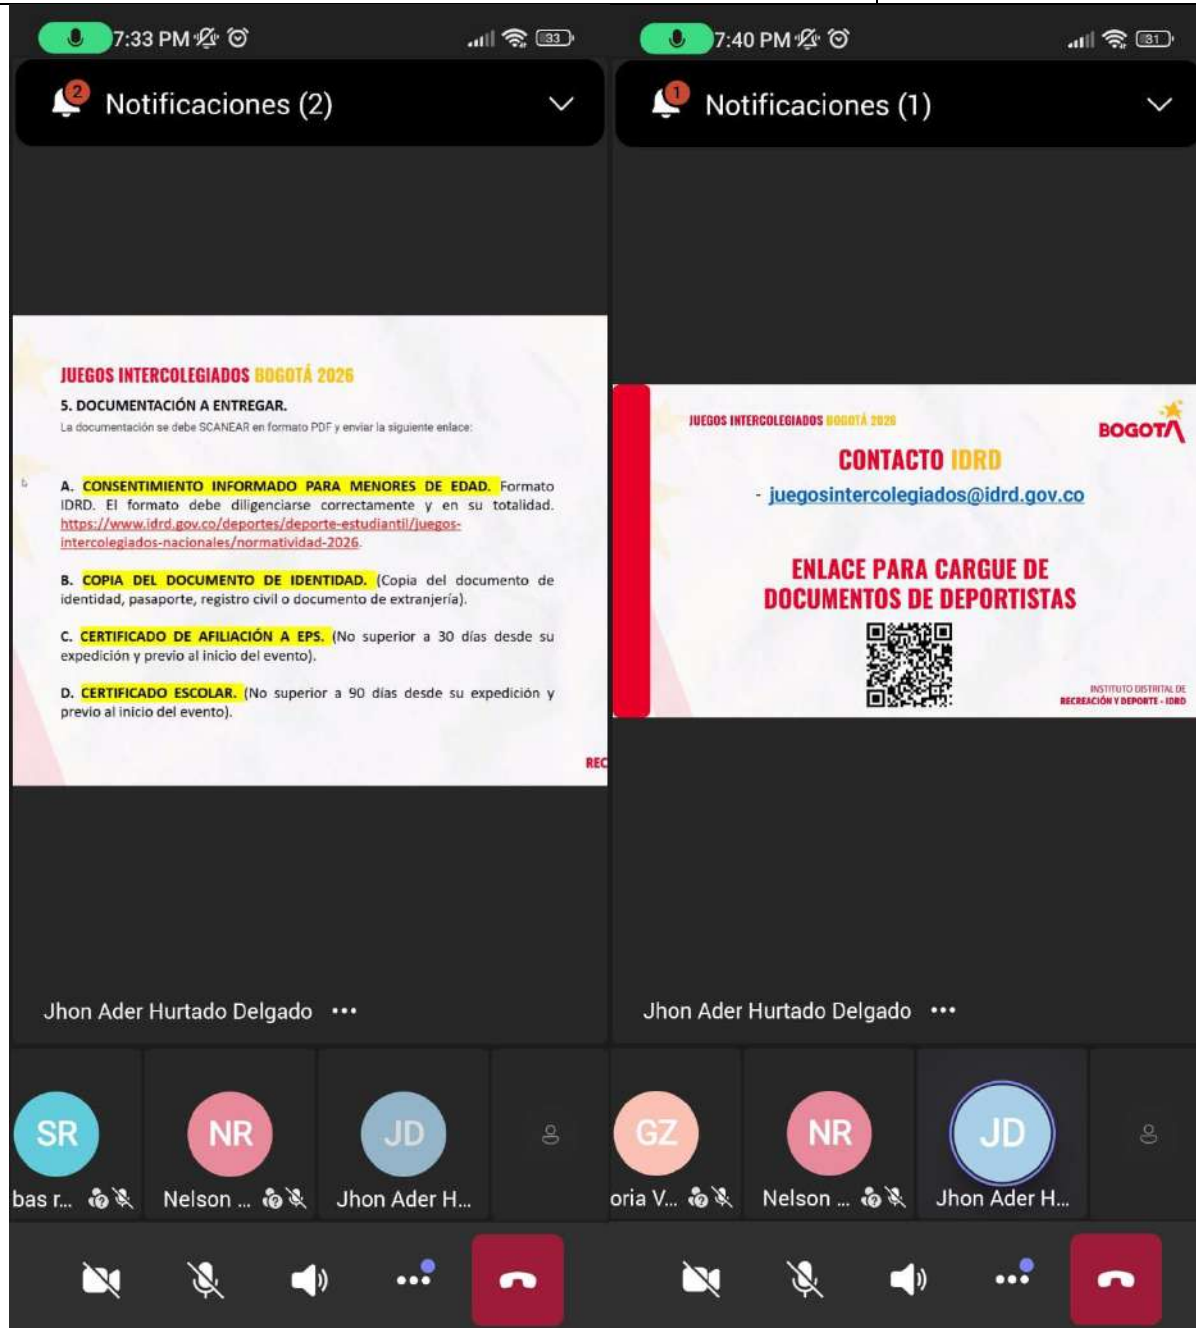 7:33 PM
33
2
Notificaciones (2)
JUEGOS INTERCOLEGIADOS BOGOTÁ 2026
5. DOCUMENTACIÓN A ENTREGAR.
La documentación se debe SCANEAR en formato PDF y enviar la siguiente enlace:
A. CONSENTIMIENTO INFORMADO PARA MENORES DE EDAD. Formato
IDRD. El formato debe diligenciarse correctamente y en su totalidad.
https://www.idrd.gov.co/deportes/deporte-estudiantil/juegos-
intercolegiados-nacionales/normatividad-2026.
B. COPIA DEL DOCUMENTO DE IDENTIDAD. (Copia del documento de
identidad, pasaporte, registro civil o documento de extranjería).
C. CERTIFICADO DE AFILIACIÓN A EPS. (No superior a 30 días desde su
expedición y previo al inicio del evento).
D. CERTIFICADO ESCOLAR. (No superior a 90 días desde su expedición y
previo al inicio del evento).
REC
Jhon Ader Hurtado Delgado
SR
NR
JD
bas r...
Nelson ...
Jhon Ader H...
7:40 PM
31
1
Notificaciones (1)
JUEGOS INTERCOLEGIADOS BOGOTÁ 2026
BOGOTÁ
CONTACTO IDRD
- juegosintercolegiados@idrd.gov.co
ENLACE PARA CARGUE DE
DOCUMENTOS DE DEPORTISTAS
INSTITUTO DISTRITAL DE
RECREACIÓN Y DEPORTE - IDRD
Jhon Ader Hurtado Delgado
GZ
NR
JD
oria V...
Nelson ...
Jhon Ader H...